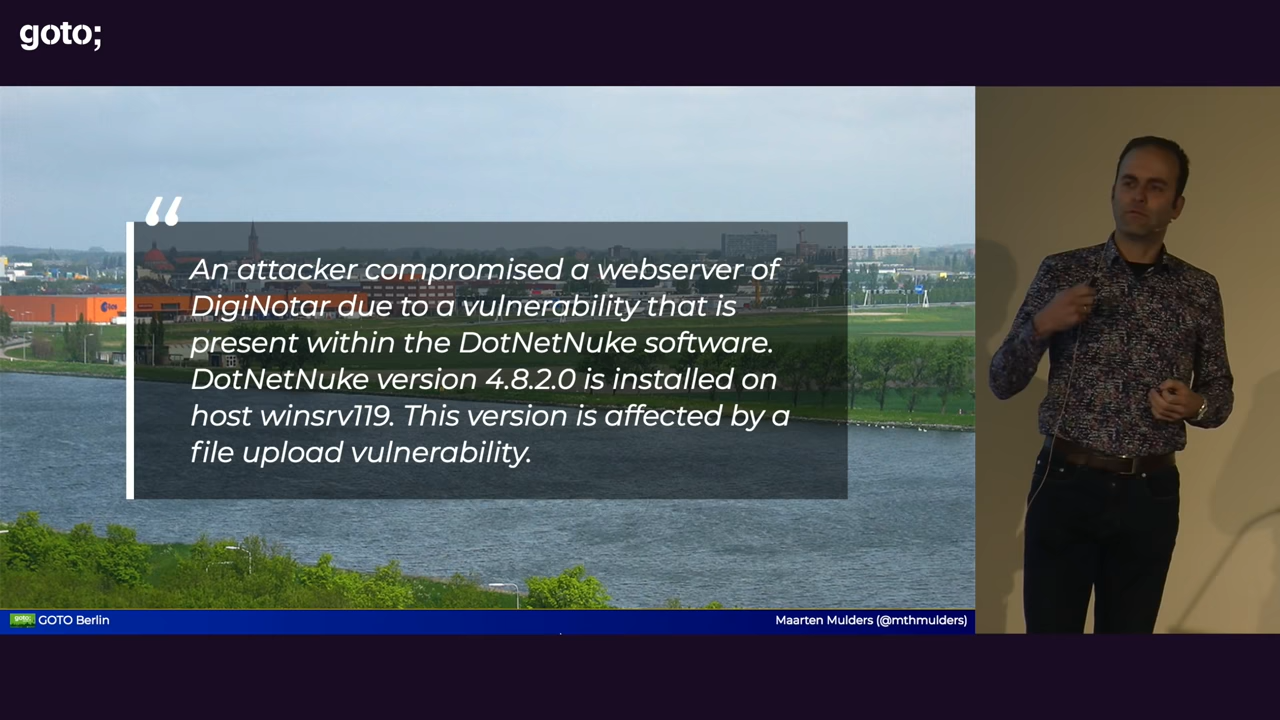 goto;
“
An attacker compromised a webserver of
DigiNotar due to a vulnerability that is
present within the DotNetNuke software.
DotNetNuke version 4.8.2.0 is installed on
host winsrv119. This version is affected by a
file upload vulnerability.
goto; GOTO Berlin
Maarten Mulders (@mthmulders)